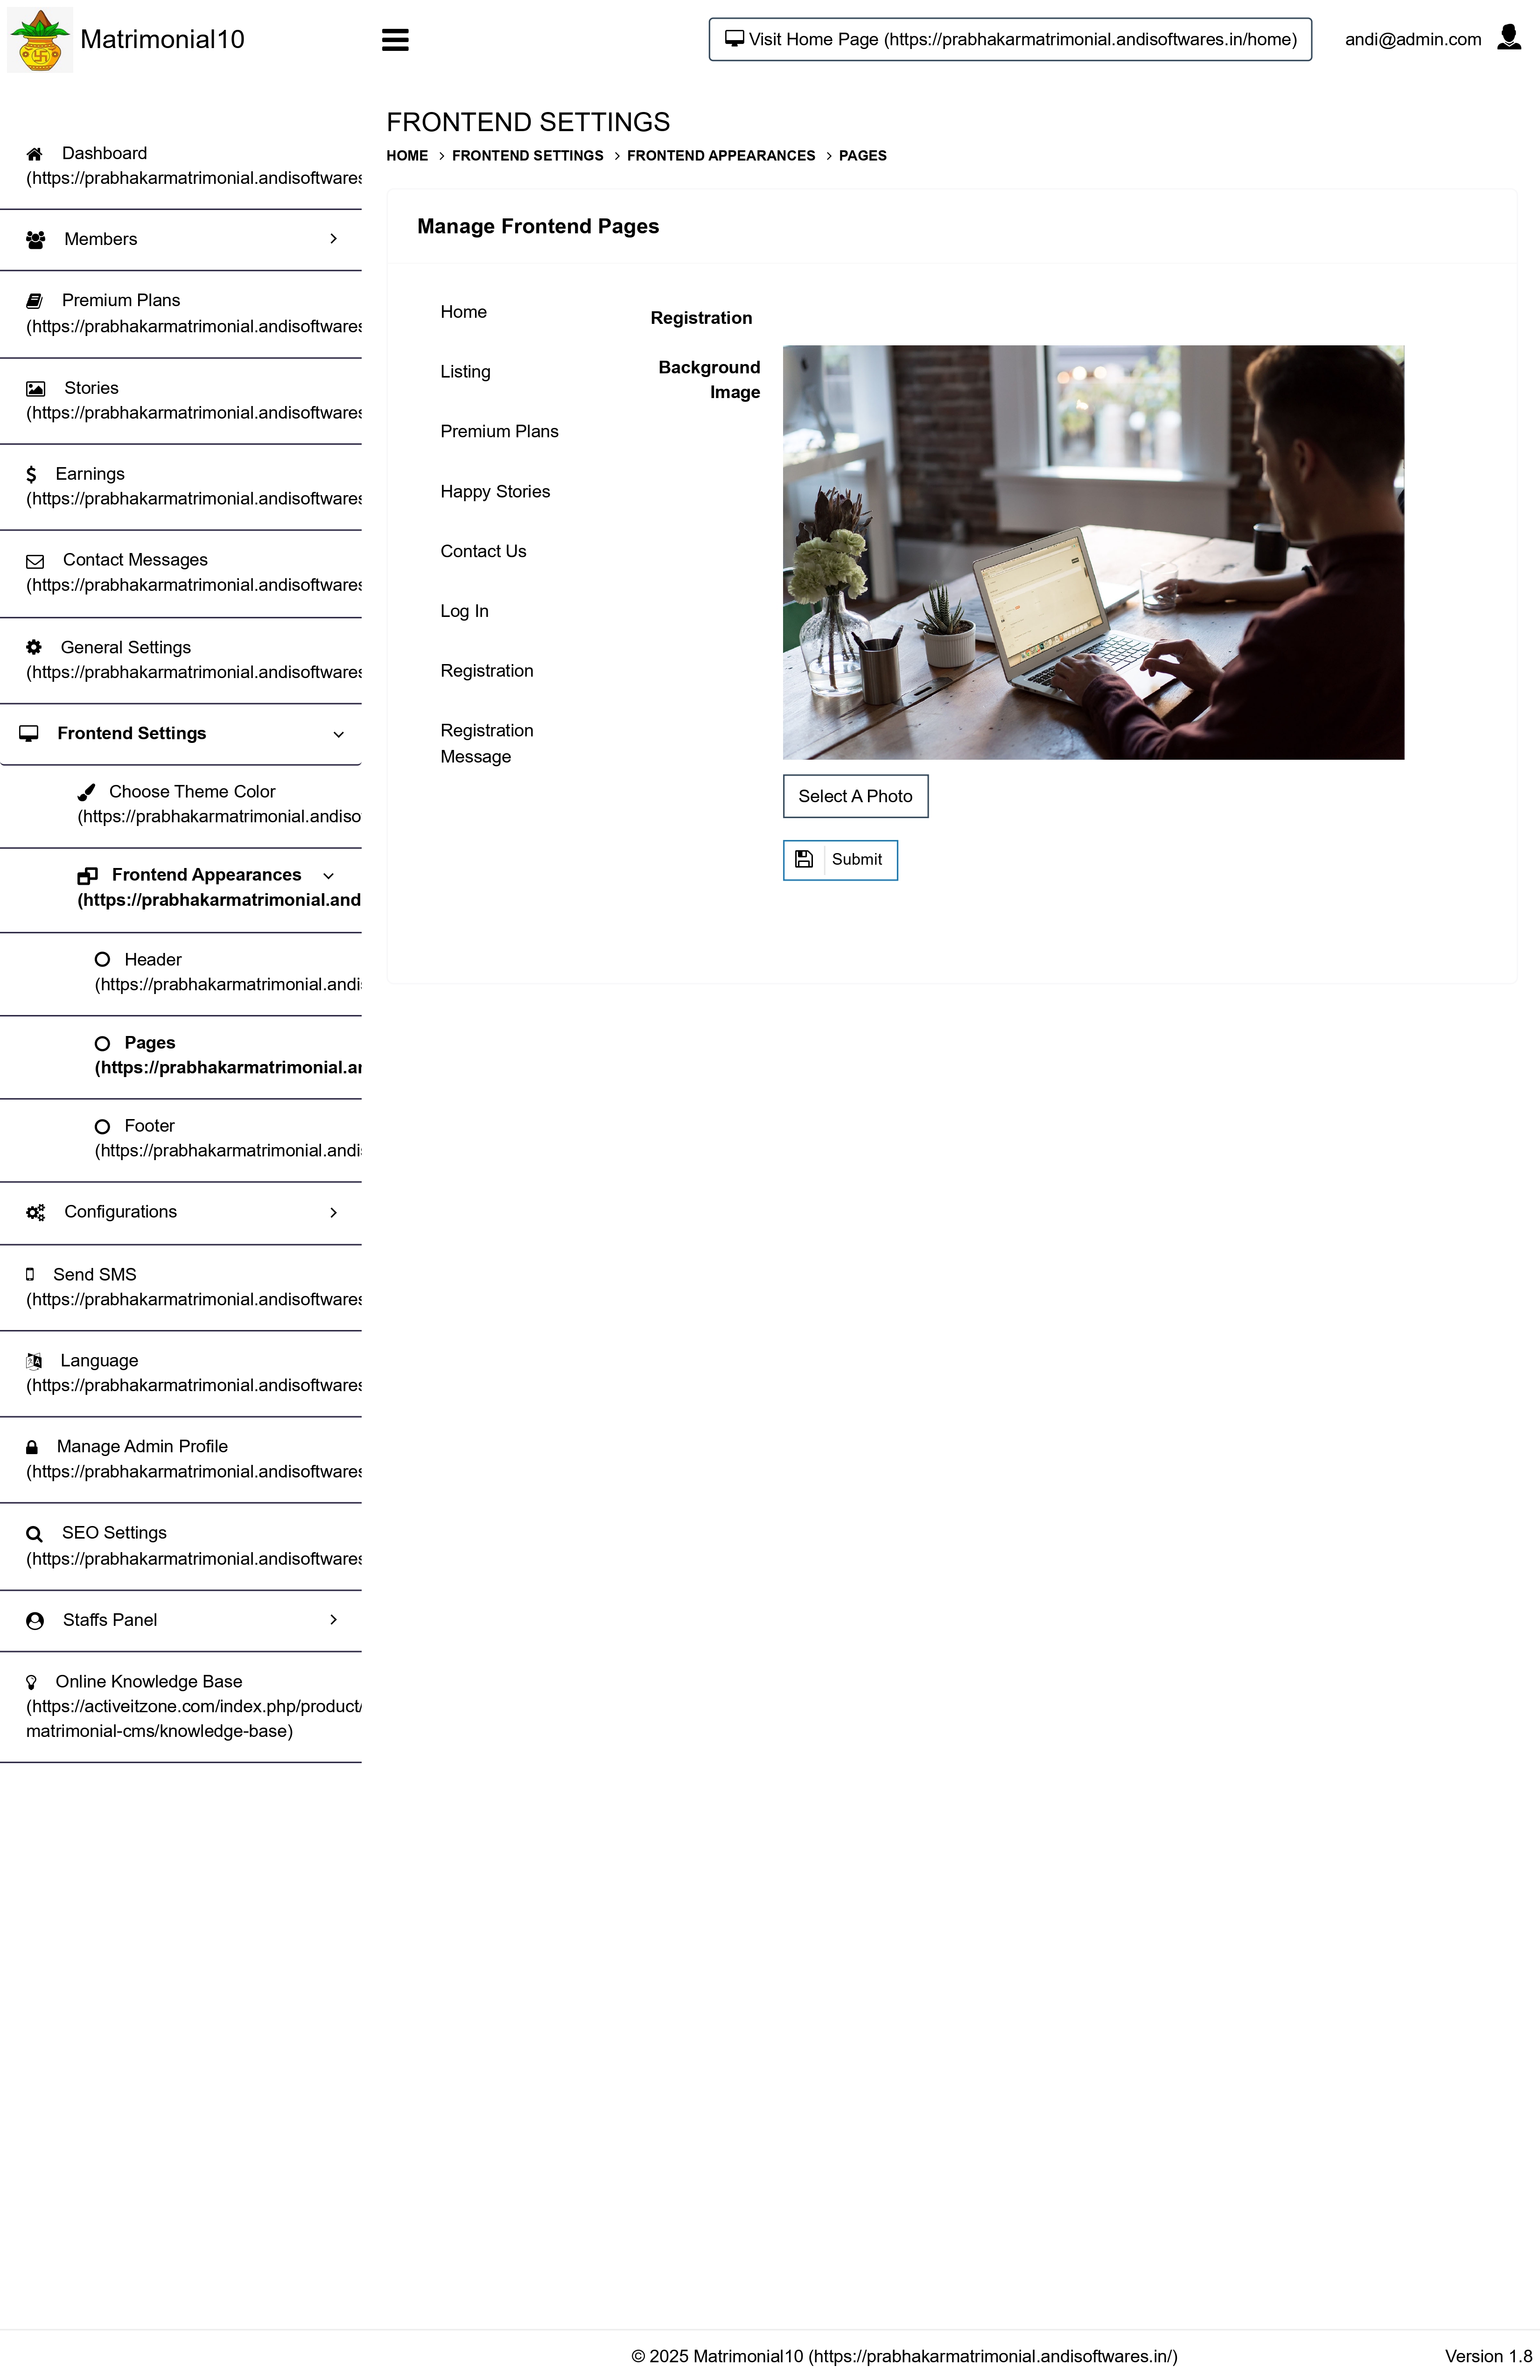 Matrimonial10
Visit Home Page (https://prabhakarmatrimonial.andisoftwares.in/home)
andi@admin.com
Dashboard
(https://prabhakarmatrimonial.andisoftwares
Members
Premium Plans
(https://prabhakarmatrimonial.andisoftwares
Stories
(https://prabhakarmatrimonial.andisoftwares
Earnings
(https://prabhakarmatrimonial.andisoftwares
Contact Messages
(https://prabhakarmatrimonial.andisoftwares
General Settings
(https://prabhakarmatrimonial.andisoftwares
Frontend Settings
Choose Theme Color
(https://prabhakarmatrimonial.andiso
Frontend Appearances
(https://prabhakarmatrimonial.and
Header
(https://prabhakarmatrimonial.andis
Pages
(https://prabhakarmatrimonial.an
Footer
(https://prabhakarmatrimonial.andis
Configurations
Send SMS
(https://prabhakarmatrimonial.andisoftwares
Language
(https://prabhakarmatrimonial.andisoftwares
Manage Admin Profile
(https://prabhakarmatrimonial.andisoftwares
SEO Settings
(https://prabhakarmatrimonial.andisoftwares
Staffs Panel
Online Knowledge Base
(https://activeitzone.com/index.php/product/
matrimonial-cms/knowledge-base)
FRONTEND SETTINGS
HOME > FRONTEND SETTINGS > FRONTEND APPEARANCES > PAGES
Manage Frontend Pages
Home
Listing
Premium Plans
Happy Stories
Contact Us
Log In
Registration
Registration
Message
Registration
Background
Image
Select A Photo
Submit
© 2025 Matrimonial10 (https://prabhakarmatrimonial.andisoftwares.in/)
Version 1.8